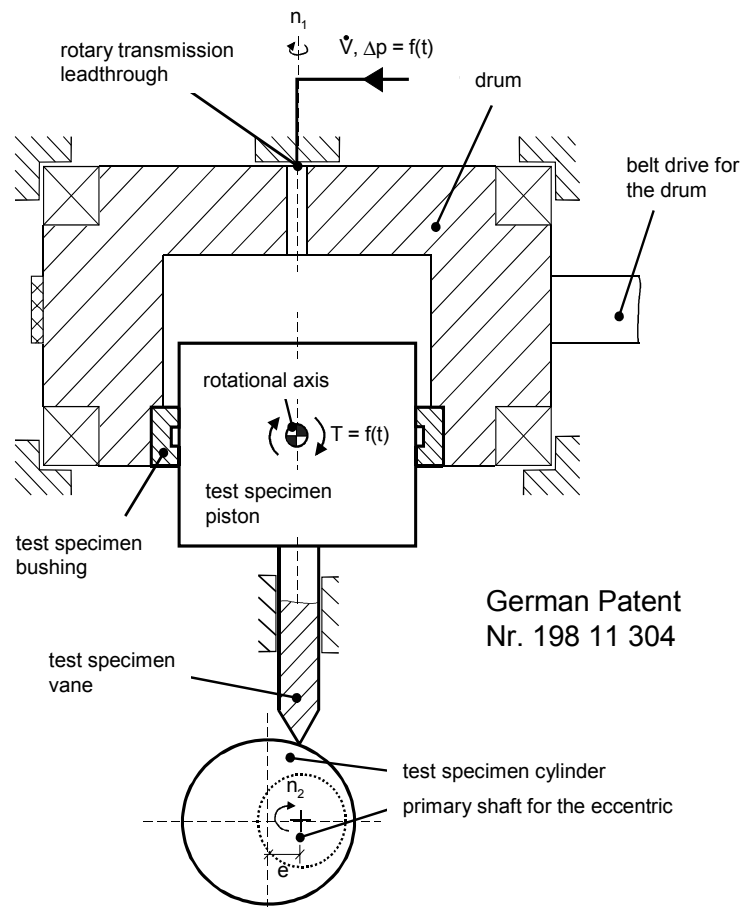 n₁
rotary transmission
leadthrough
V̇, Δp = f(t)
drum
belt drive for
the drum
rotational axis
T = f(t)
test specimen
piston
test specimen
bushing
German Patent
Nr. 198 11 304
test specimen
vane
test specimen cylinder
n₂
primary shaft for the eccentric
e